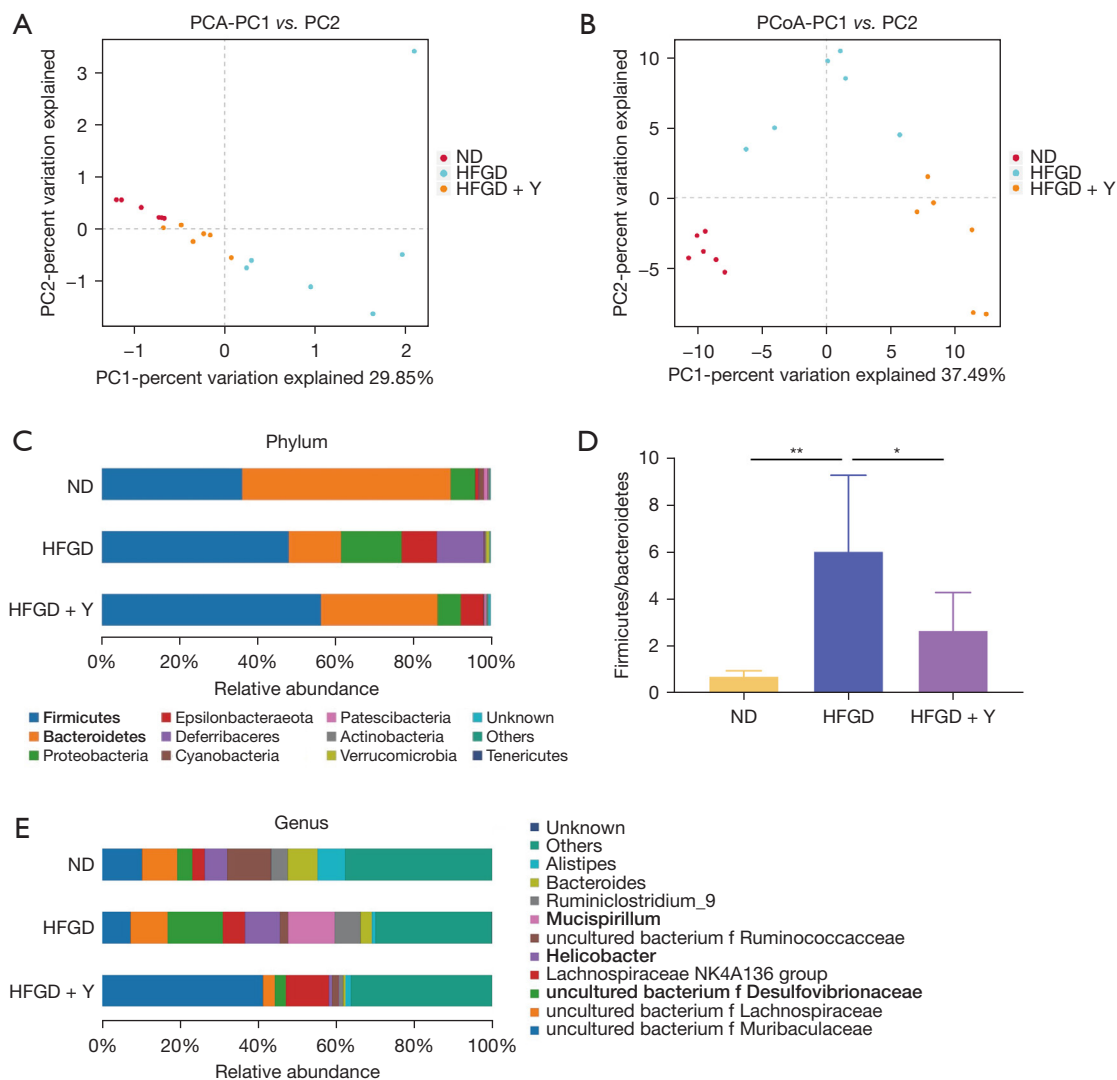 A
PCA-PC1 vs. PC2
PC2-percent variation explained
3
2
1
0
−1
−1
0
1
2
PC1-percent variation explained 29.85%
ND
HFGD
HFGD + Y
B
PCoA-PC1 vs. PC2
PC2-percent variation explained
10
5
0
−5
−10
−5
0
5
10
PC1-percent variation explained 37.49%
ND
HFGD
HFGD + Y
C
Phylum
ND
HFGD
HFGD + Y
0%
20%
40%
60%
80%
100%
Relative abundance
Firmicutes
Epsilonbacteraeota
Patescibacteria
Unknown
Bacteroidetes
Deferribaceres
Actinobacteria
Others
Proteobacteria
Cyanobacteria
Verrucomicrobia
Tenericutes
D
Firmicutes/bacteroidetes
10
8
6
4
2
0
**
*
ND
HFGD
HFGD + Y
E
Genus
ND
HFGD
HFGD + Y
0%
20%
40%
60%
80%
100%
Relative abundance
Unknown
Others
Alistipes
Bacteroides
Ruminiclostridium_9
Mucispirillum
uncultured bacterium f Ruminococcacceae
Helicobacter
Lachnospiraceae NK4A136 group
uncultured bacterium f Desulfovibrionaceae
uncultured bacterium f Lachnospiraceae
uncultured bacterium f Muribaculaceae